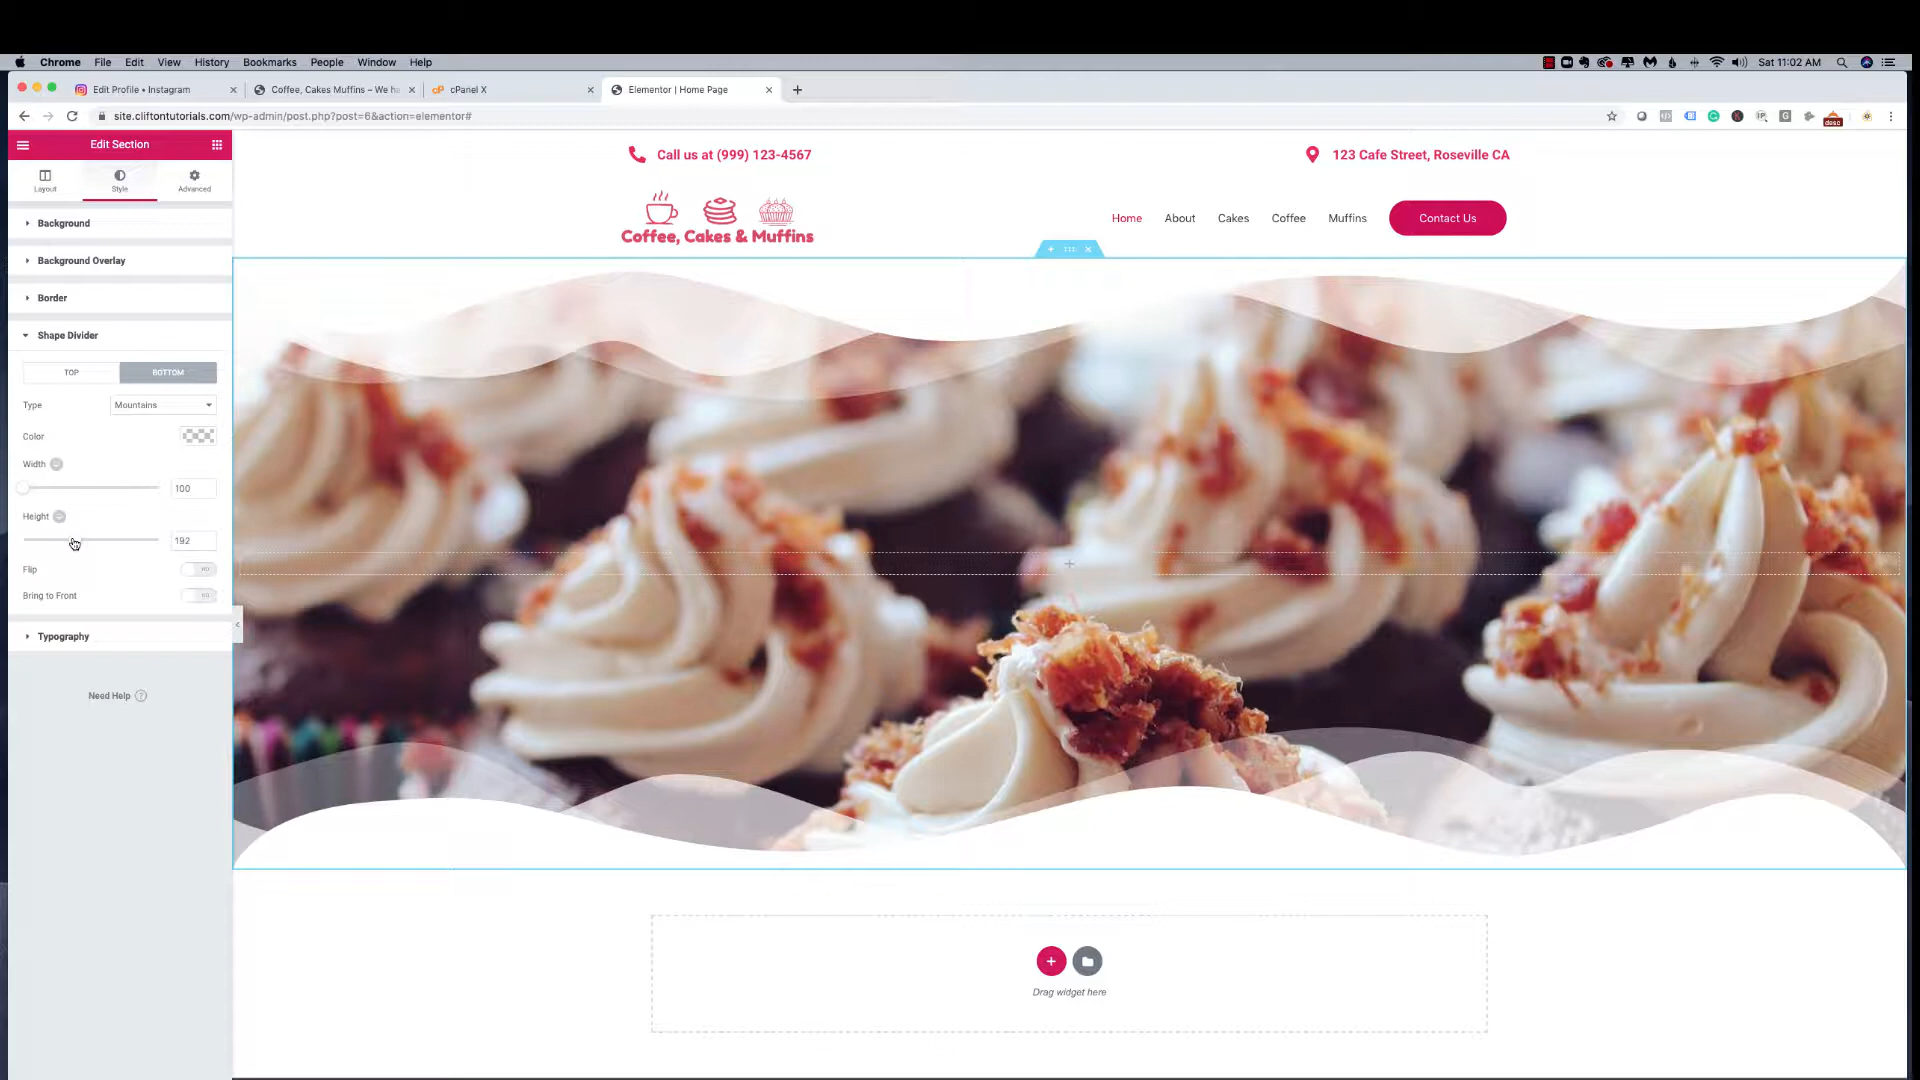 Chrome File Edit View History Bookmarks People Window Help Sat 11:02 AM
Edit Profile • Instagram Coffee, Cakes Muffins – We ha cPanel X Elementor | Home Page
site.cliftontutorials.com/wp-admin/post.php?post=6&action=elementor#
desc
Edit Section
Call us at (999) 123-4567
123 Cafe Street, Roseville CA
Layout Style Advanced
Coffee, Cakes & Muffins
Home About Cakes Coffee Muffins Contact Us
Background
Background Overlay
Border
Shape Divider
TOP BOTTOM
Type Mountains
Color
Width
100
Height
192
Flip NO
Bring to Front NO
Typography
Need Help ?
Drag widget here